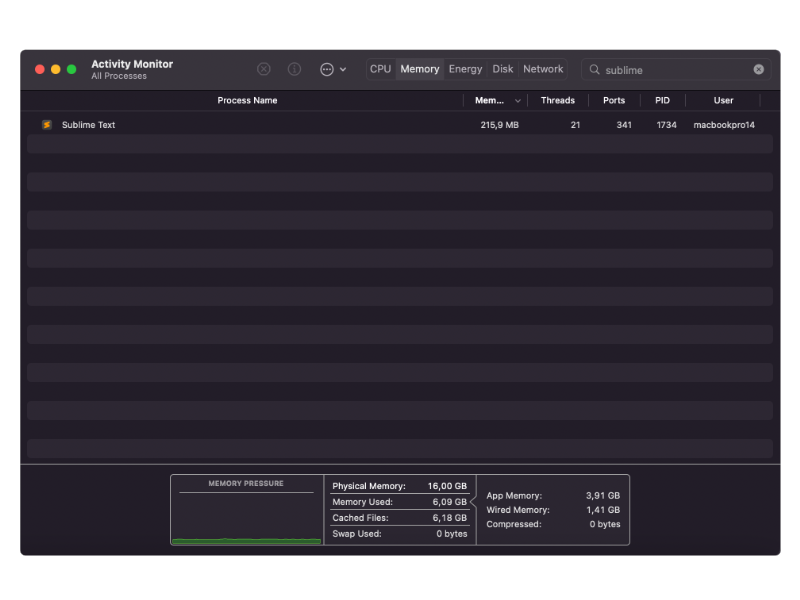 Activity Monitor
All Processes
CPU Memory Energy Disk Network
sublime
Process Name Mem... Threads Ports PID User
Sublime Text 215,9 MB 21 341 1734 macbookpro14
MEMORY PRESSURE
Physical Memory: 16,00 GB
Memory Used: 6,09 GB
Cached Files: 6,18 GB
Swap Used: 0 bytes
App Memory: 3,91 GB
Wired Memory: 1,41 GB
Compressed: 0 bytes